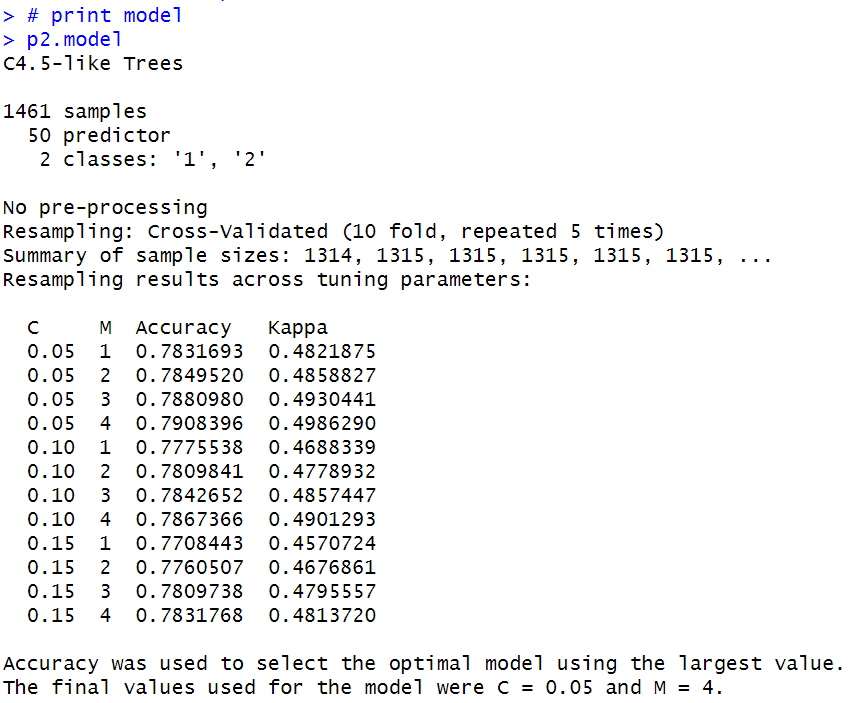 > # print model
> p2.model
C4.5-like Trees
1461 samples
50 predictor
2 classes: '1', '2'
No pre-processing
Resampling: Cross-Validated (10 fold, repeated 5 times)
Summary of sample sizes: 1314, 1315, 1315, 1315, 1315, 1315, ...
Resampling results across tuning parameters:
C M Accuracy Kappa
0.05 1 0.7831693 0.4821875
0.05 2 0.7849520 0.4858827
0.05 3 0.7880980 0.4930441
0.05 4 0.7908396 0.4986290
0.10 1 0.7775538 0.4688339
0.10 2 0.7809841 0.4778932
0.10 3 0.7842652 0.4857447
0.10 4 0.7867366 0.4901293
0.15 1 0.7708443 0.4570724
0.15 2 0.7760507 0.4676861
0.15 3 0.7809738 0.4795557
0.15 4 0.7831768 0.4813720
Accuracy was used to select the optimal model using the largest value.
The final values used for the model were C = 0.05 and M = 4.